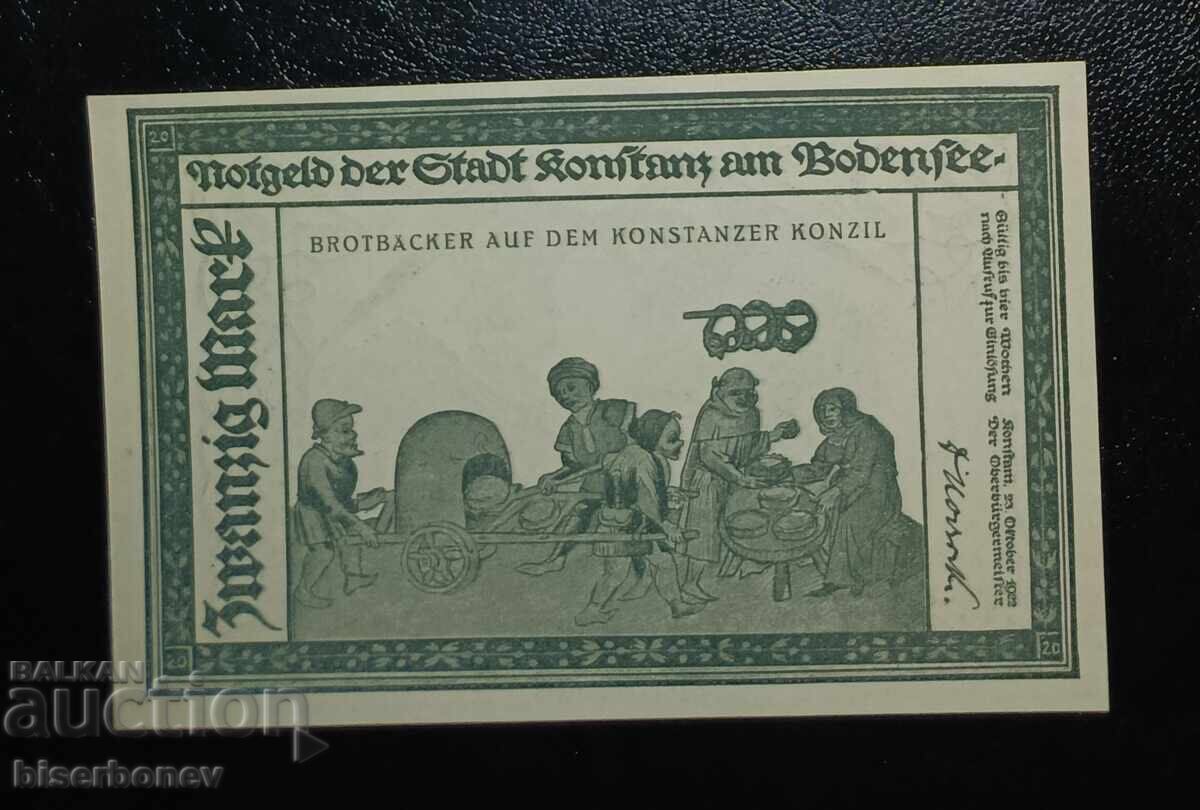 20
Notgeld der Stadt Konstanz am Bodensee-
Zwanzig Mark
BROTBÄCKER AUF DEM KONSTANZER KONZIL
Gültig bis vier Wochen
nach Aufruf zur Einlösung
Konstanz, 23. Oktober 1922
Der Oberbürgermeister
20
20
BALKAN
auction
biserbonev